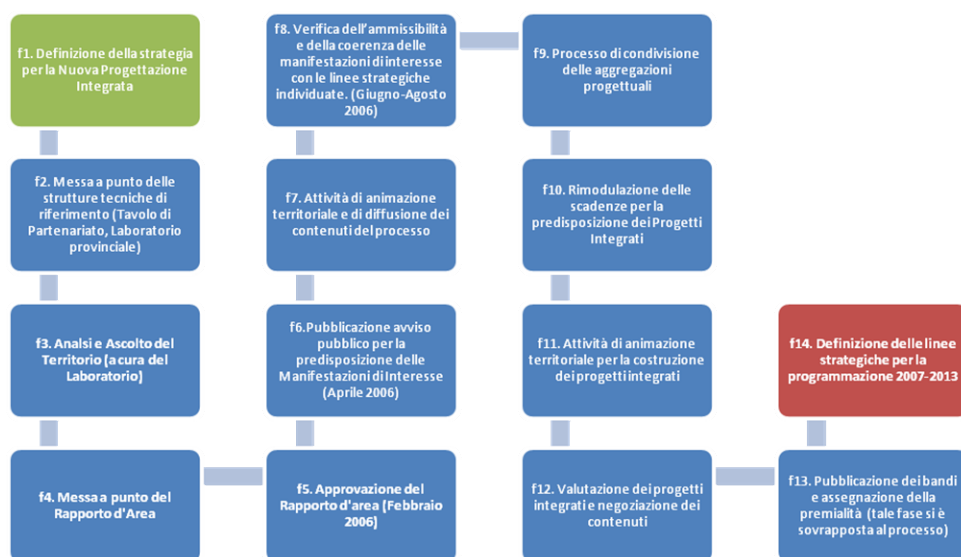 f1. Definizione della strategia
per la Nuova Progettazione
Integrata
f2. Messa a punto delle
strutture tecniche di
riferimento (Tavolo di
Partenariato, Laboratorio
provinciale)
f3. Analsi e Ascolto del
Territorio (a cura del
Laboratorio)
f4. Messa a punto del
Rapporto d'Area
f5. Approvazione del
Rapporto d'area (Febbraio
2006)
f6.Pubblicazione avviso
pubblico per la
predisposizione delle
Manifestazioni di Interesse
(Aprile 2006)
f7. Attività di animazione
territoriale e di diffusione dei
contenuti del processo
f8. Verifica dell'ammissibilità
e della coerenza delle
manifestazioni di interesse
con le linee strategiche
individuate. (Giugno-Agosto
2006)
f9. Processo di condivisione
delle aggregazioni
progettuali
f10. Rimodulazione delle
scadenze per la
predisposizione dei Progetti
Integrati
f11. Attività di animazione
territoriale per la costruzione
dei progetti integrati
f12. Valutazione dei progetti
integrati e negoziazione dei
contenuti
f13. Pubblicazione dei bandi
e assegnazione della
premialità (tale fase si è
sovrapposta al processo)
f14. Definizione delle linee
strategiche per la
programmazione 2007-2013